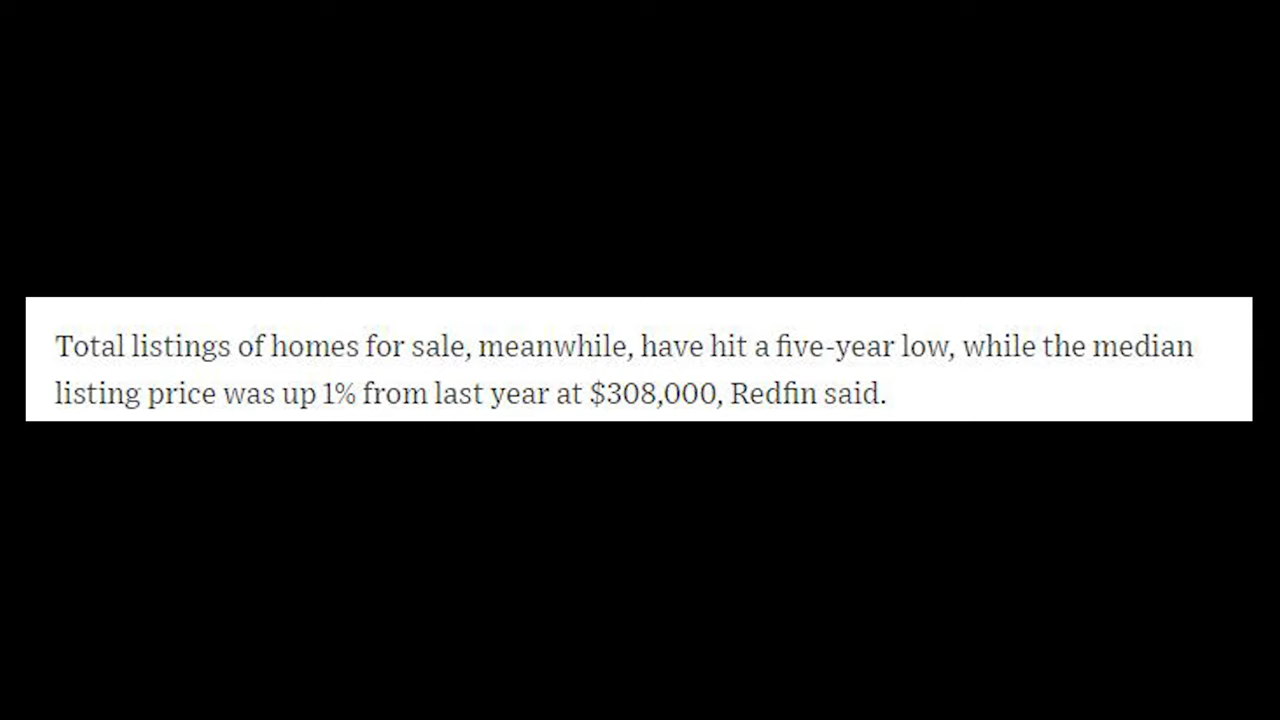 Total listings of homes for sale, meanwhile, have hit a five-year low, while the median
listing price was up 1% from last year at $308,000, Redfin said.